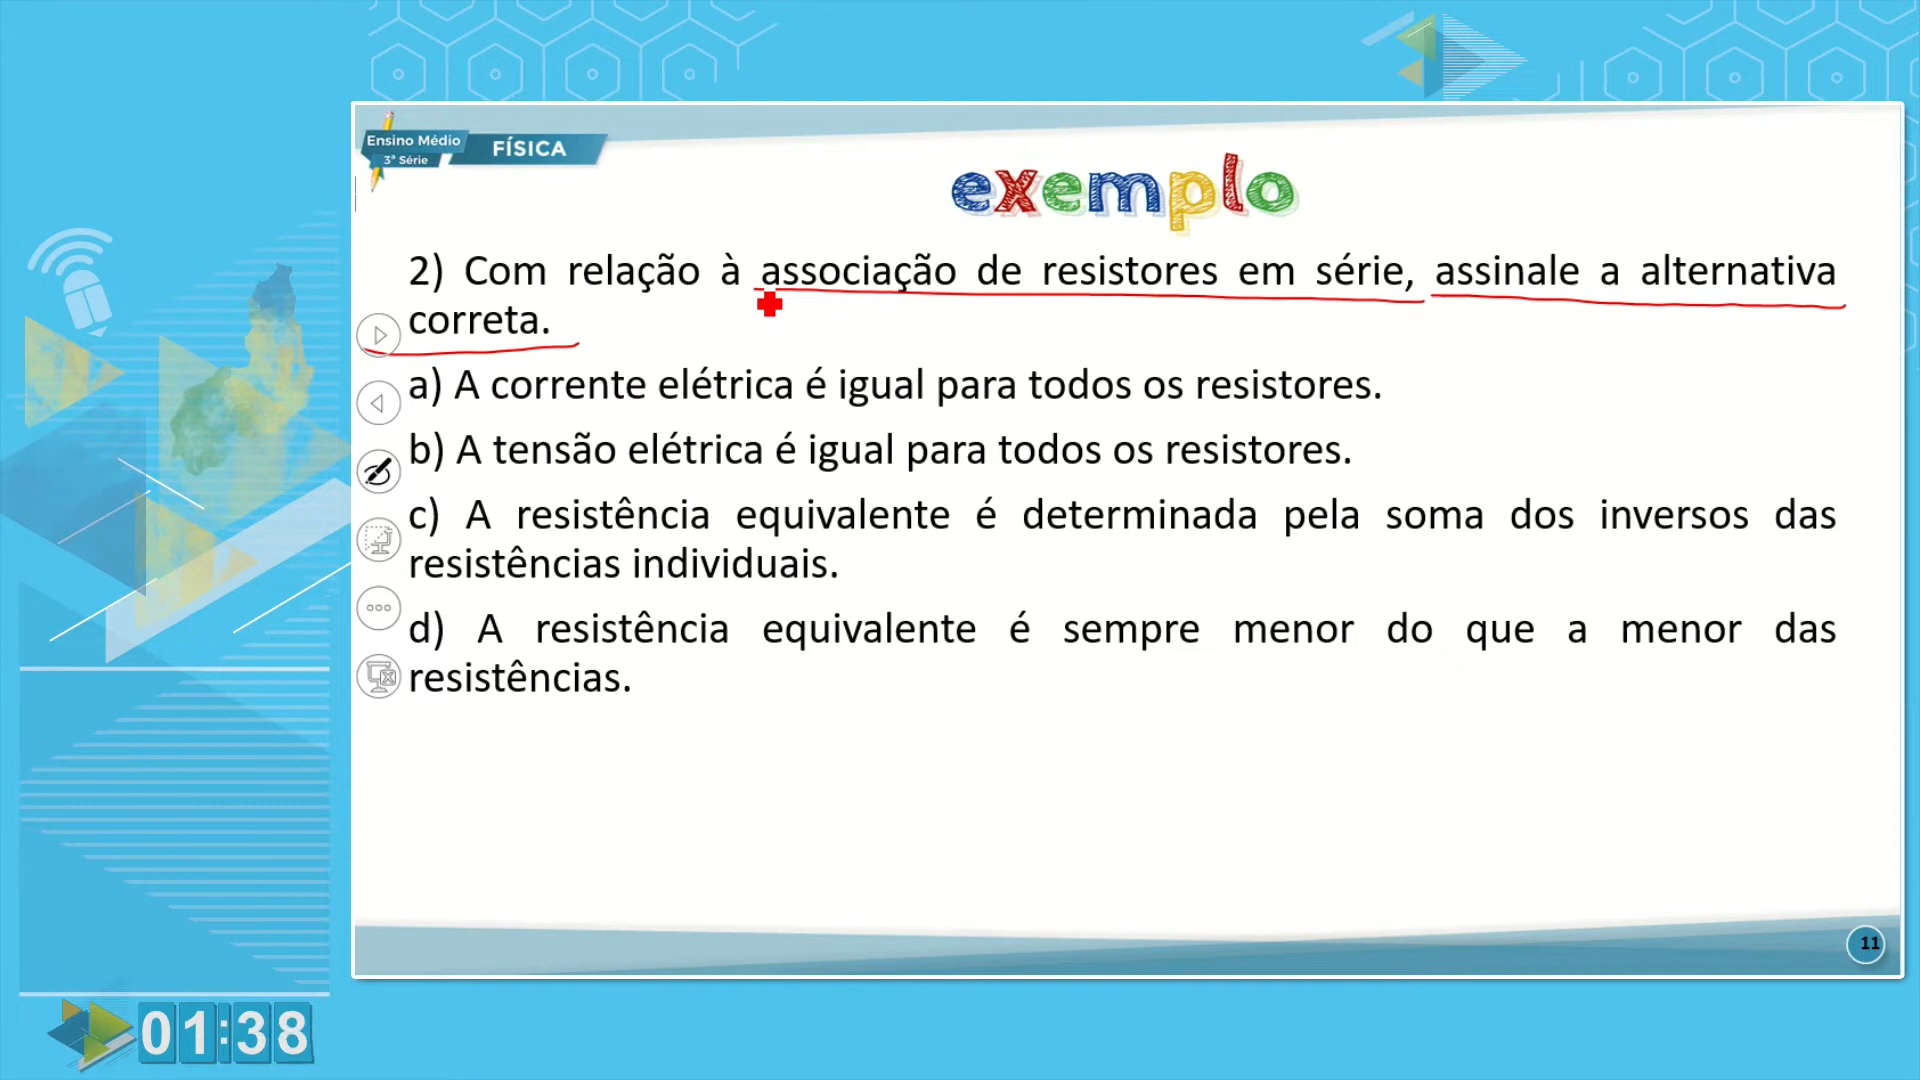 Ensino Médio
3ª Série
FÍSICA
exemplo
2) Com relação à associação de resistores em série, assinale a alternativa
correta.
a) A corrente elétrica é igual para todos os resistores.
b) A tensão elétrica é igual para todos os resistores.
c) A resistência equivalente é determinada pela soma dos inversos das
resistências individuais.
d) A resistência equivalente é sempre menor do que a menor das
resistências.
11
01:38